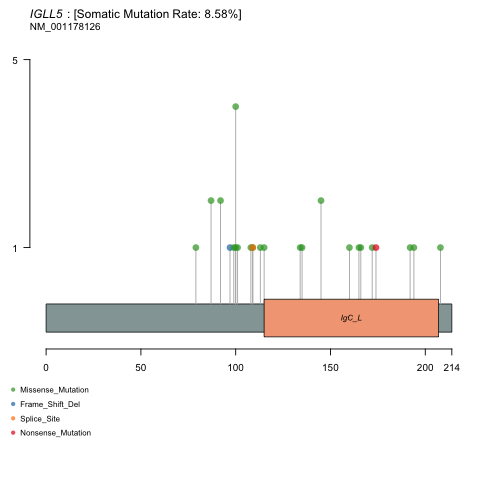 IGLL5 : [Somatic Mutation Rate: 8.58%]
NM_001178126
5
1
IgC_L
0 50 100 150 200 214
Missense_Mutation
Frame_Shift_Del
Splice_Site
Nonsense_Mutation